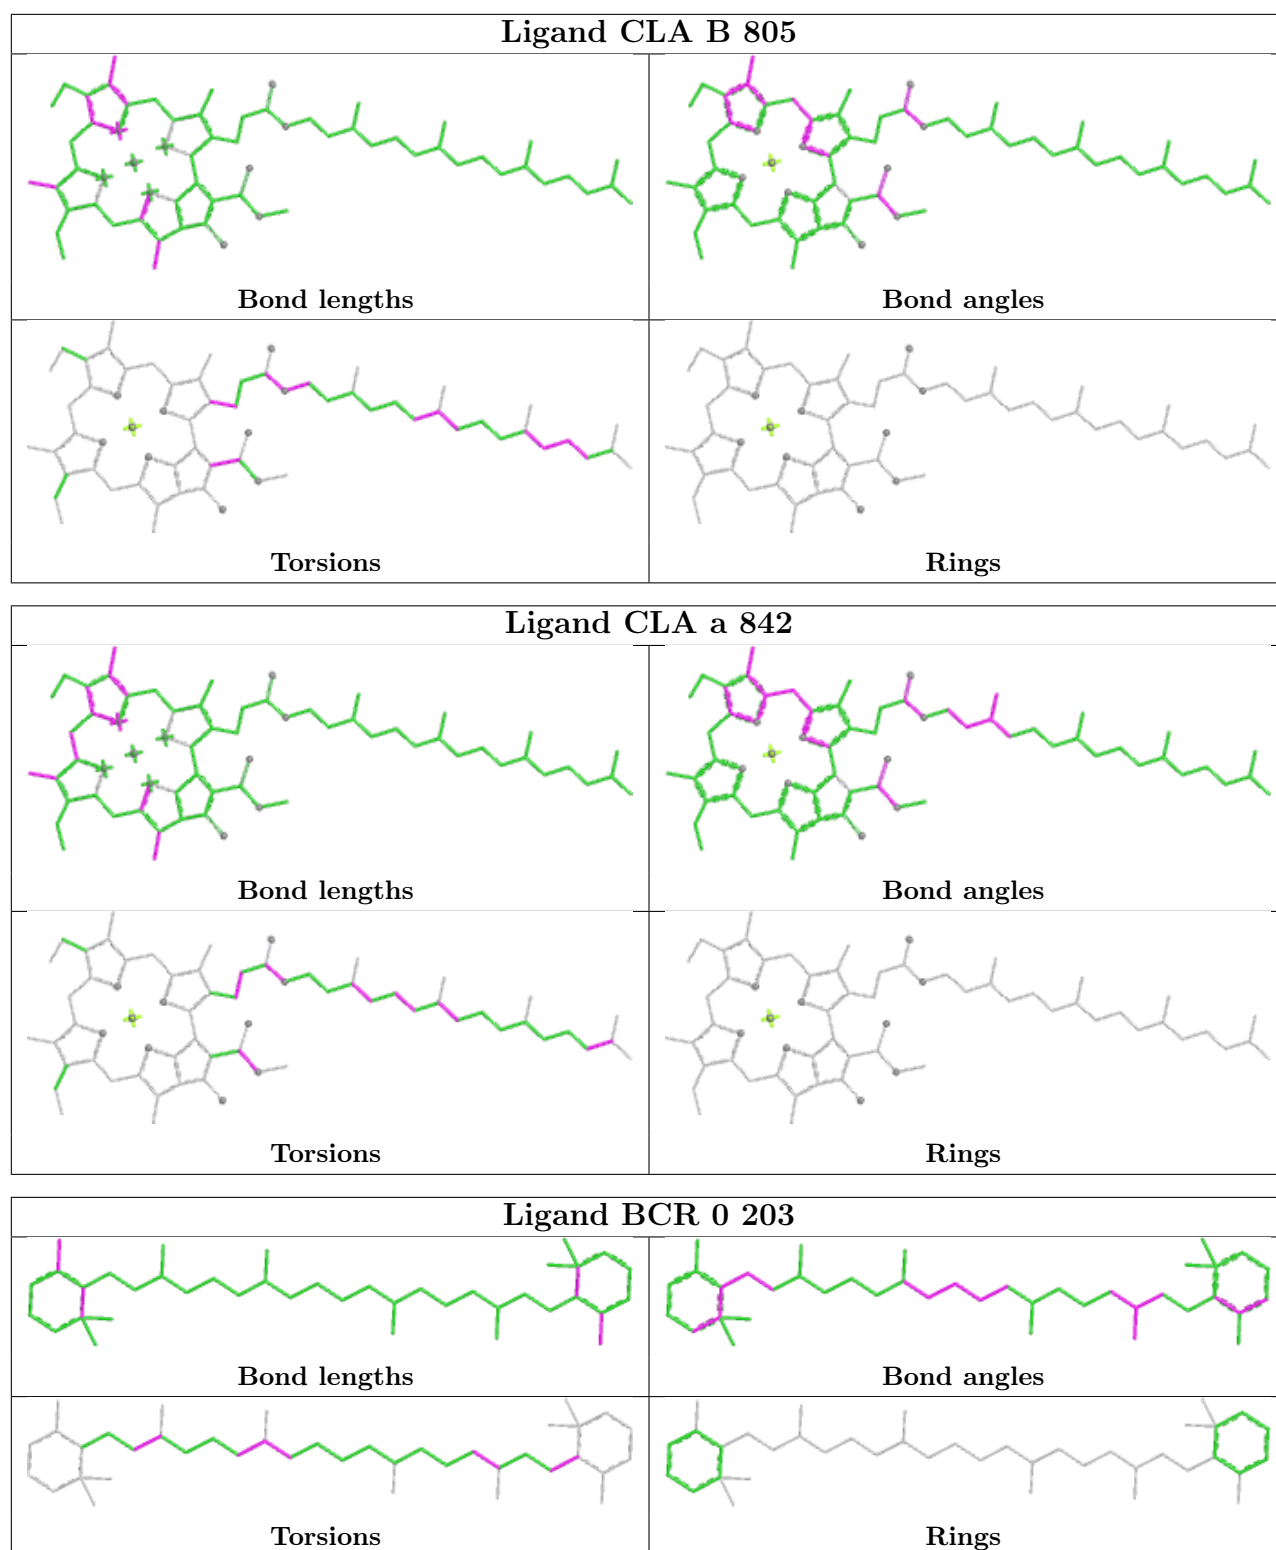 Ligand CLA B 805
Bond lengths
Bond angles
Torsions
Rings
Ligand CLA a 842
Bond lengths
Bond angles
Torsions
Rings
Ligand BCR 0 203
Bond lengths
Bond angles
Torsions
Rings